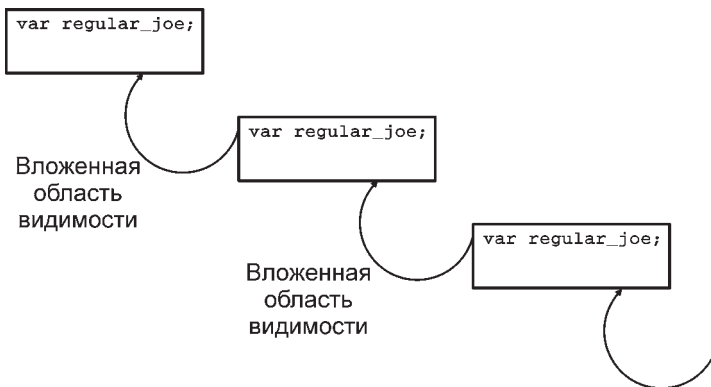 var regular_joe;
var regular_joe;
Вложенная
область
видимости
var regular_joe;
Вложенная
область
видимости